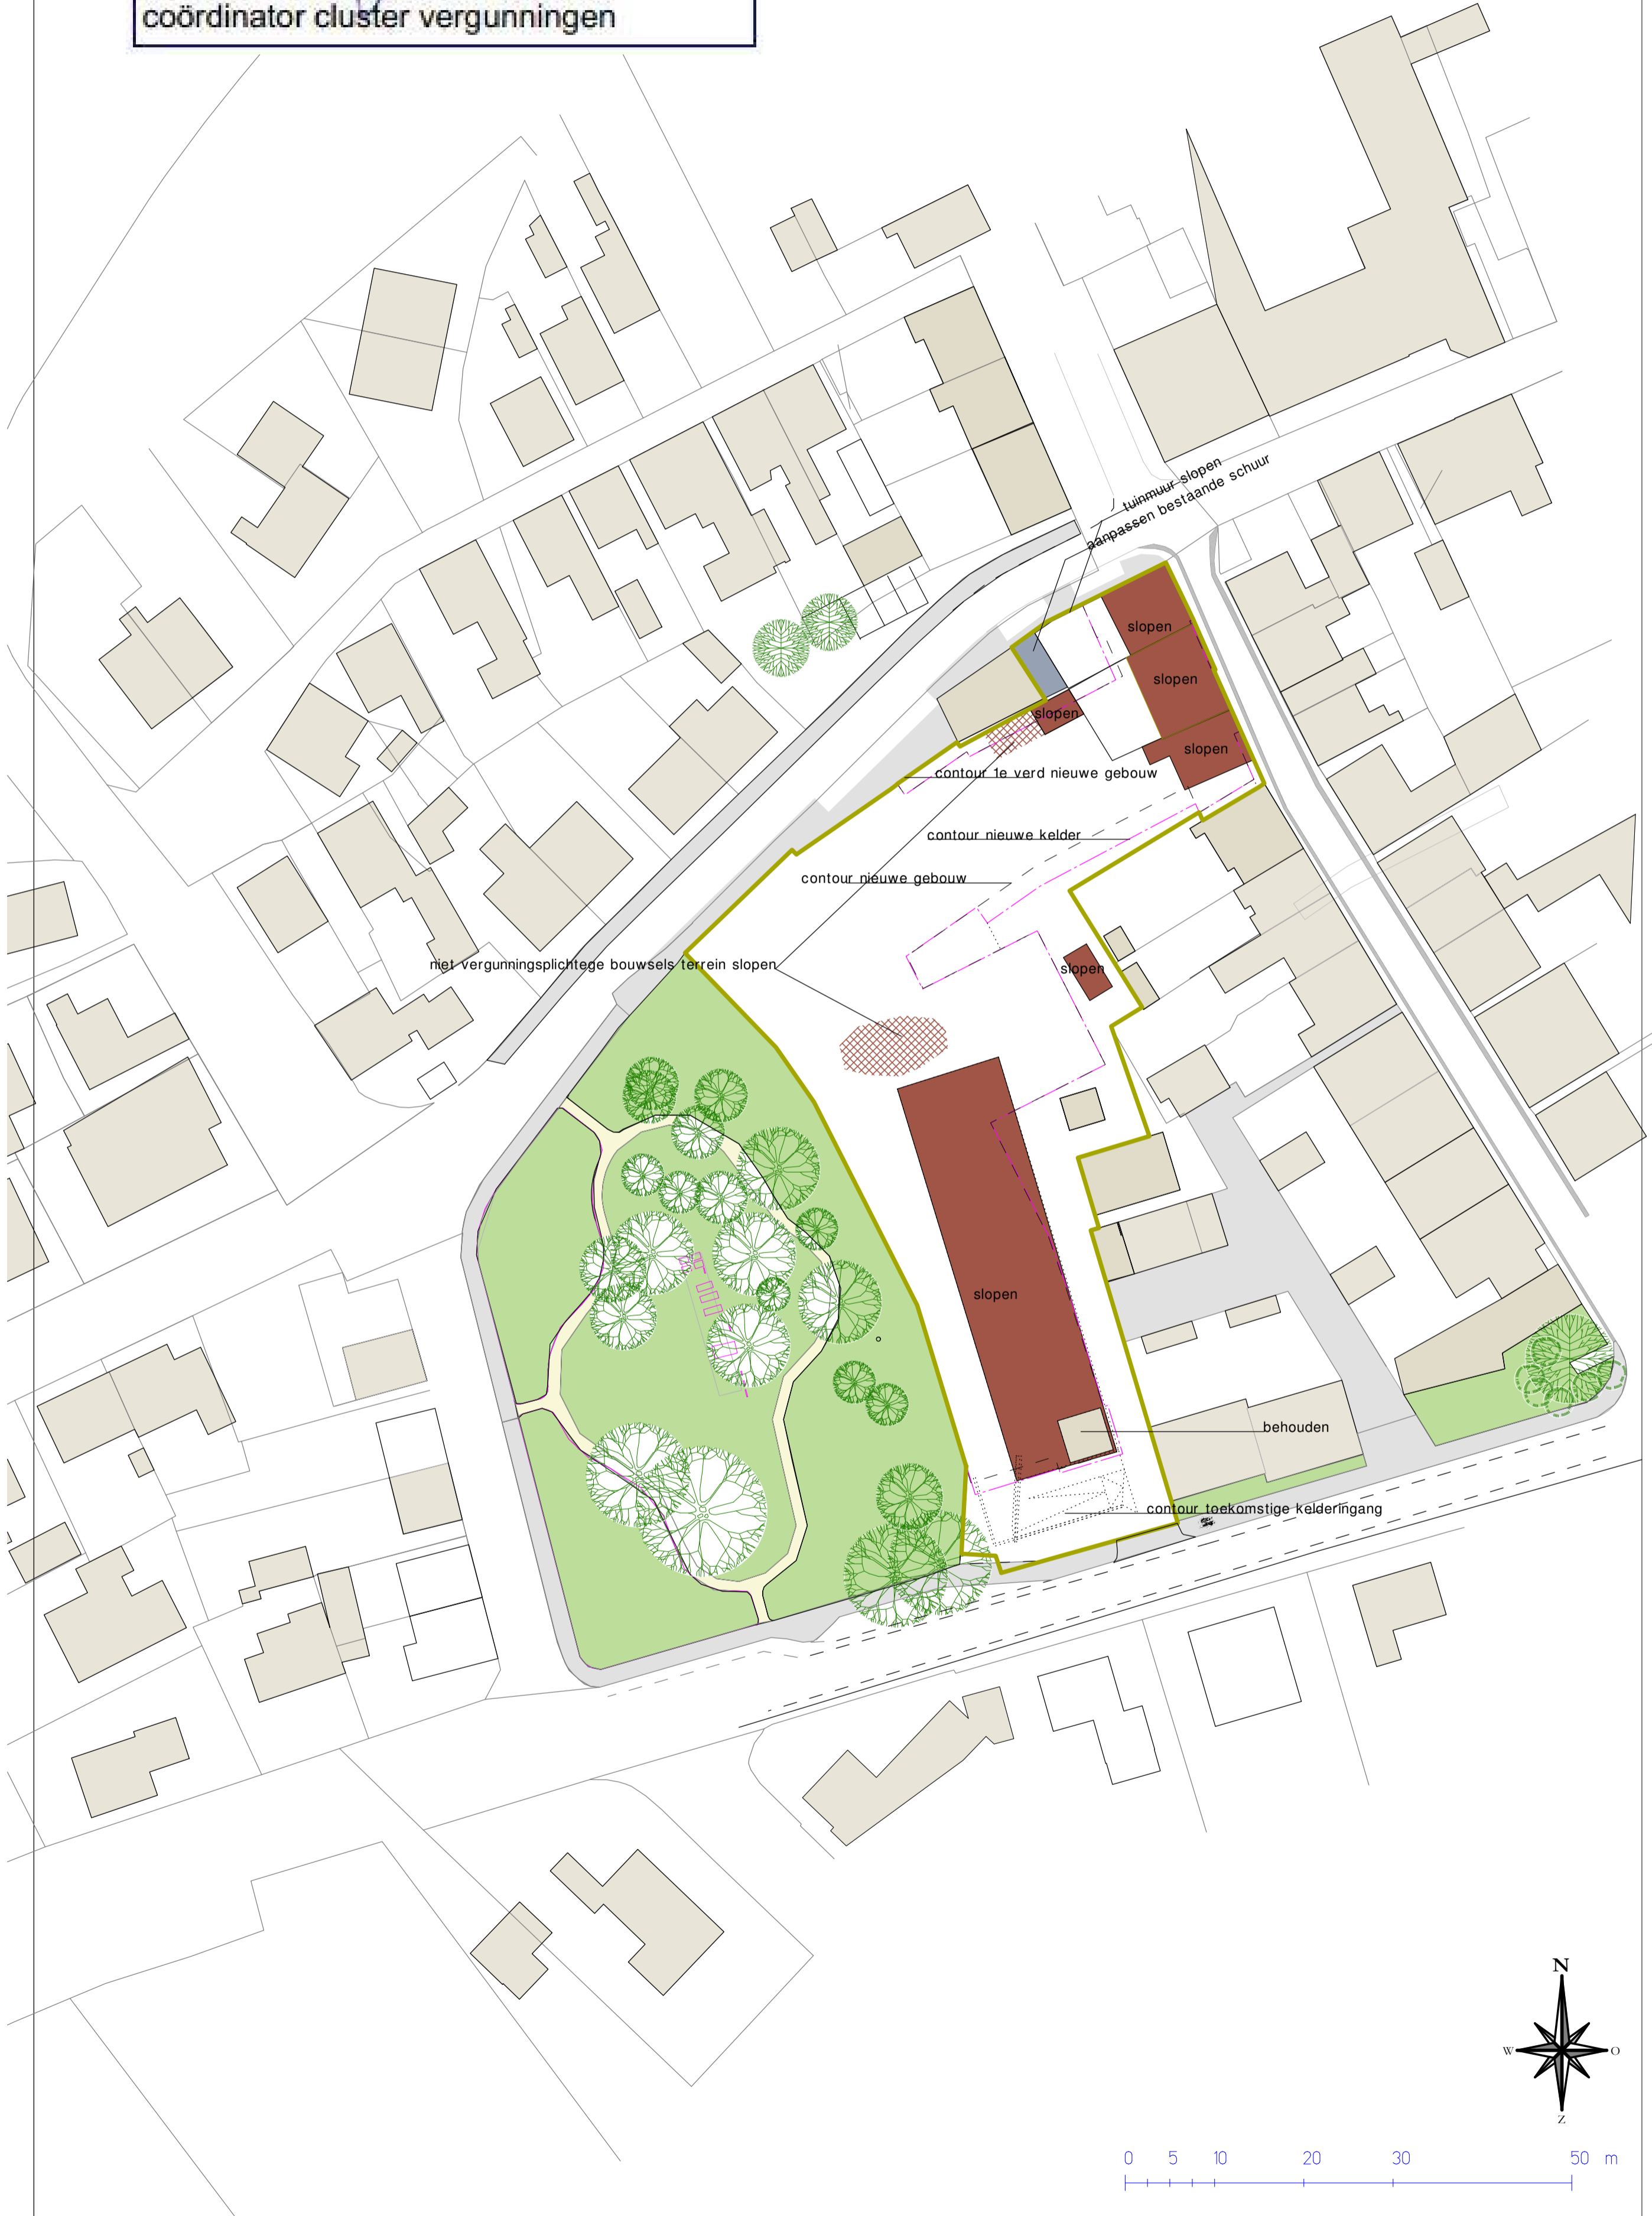 coördinator cluster vergunningen
tuinmuur slopen
aanpassen bestaande schuur
slopen
slopen
slopen
slopen
contour 1e verd nieuwe gebouw
contour nieuwe kelder
contour nieuwe gebouw
niet vergunningsplichtege bouwsels terrein slopen
slopen
slopen
behouden
contour toekomstige kelderingang
N
W
O
Z
0 5 10 20 30 50 m